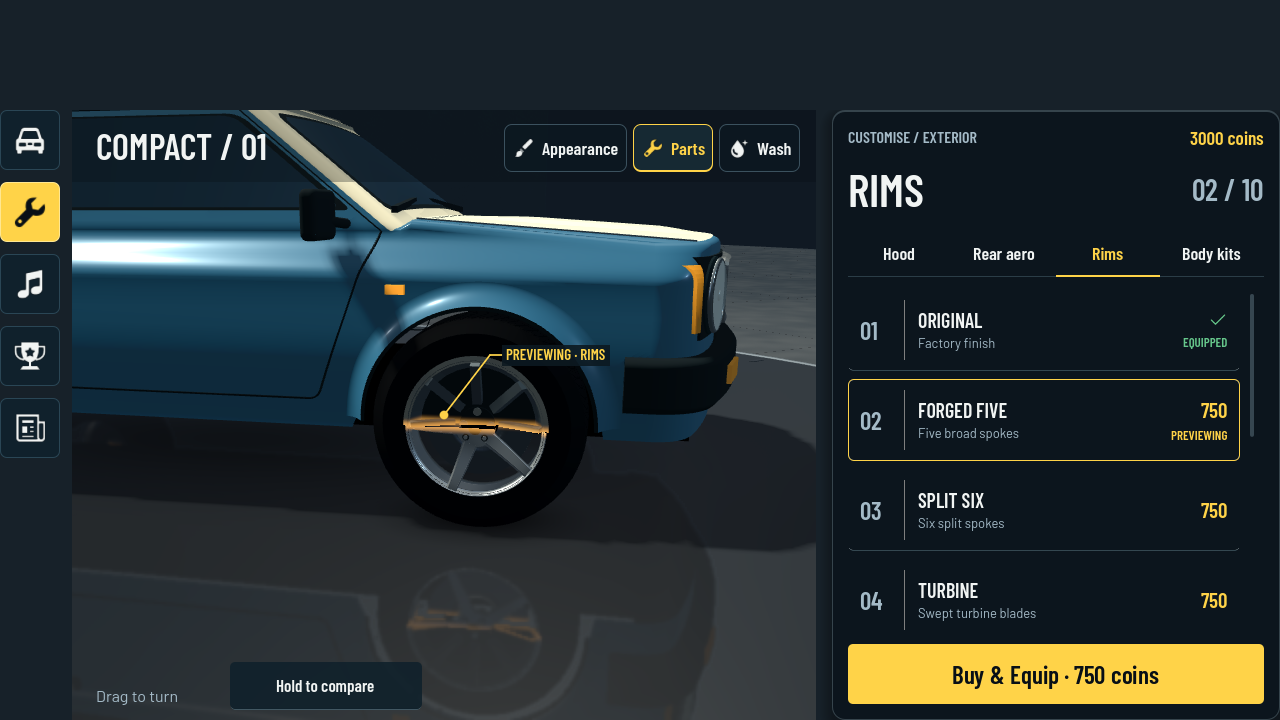 COMPACT / 01
Appearance
Parts
Wash
PREVIEWING · RIMS
Drag to turn
Hold to compare
CUSTOMISE / EXTERIOR
3000 coins
RIMS
02 / 10
Hood
Rear aero
Rims
Body kits
01
ORIGINAL
Factory finish
EQUIPPED
02
FORGED FIVE
Five broad spokes
750
PREVIEWING
03
SPLIT SIX
Six split spokes
750
04
TURBINE
Swept turbine blades
750
Buy & Equip · 750 coins